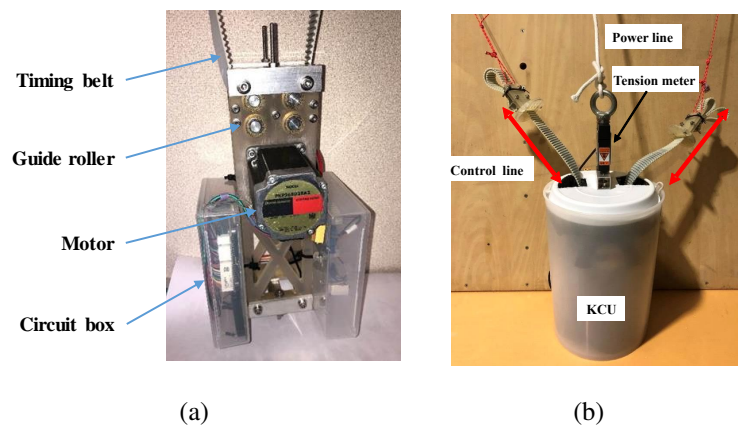 Timing belt
Guide roller
Motor
Circuit box
Power line
Tension meter
Control line
KCU
(a)
(b)